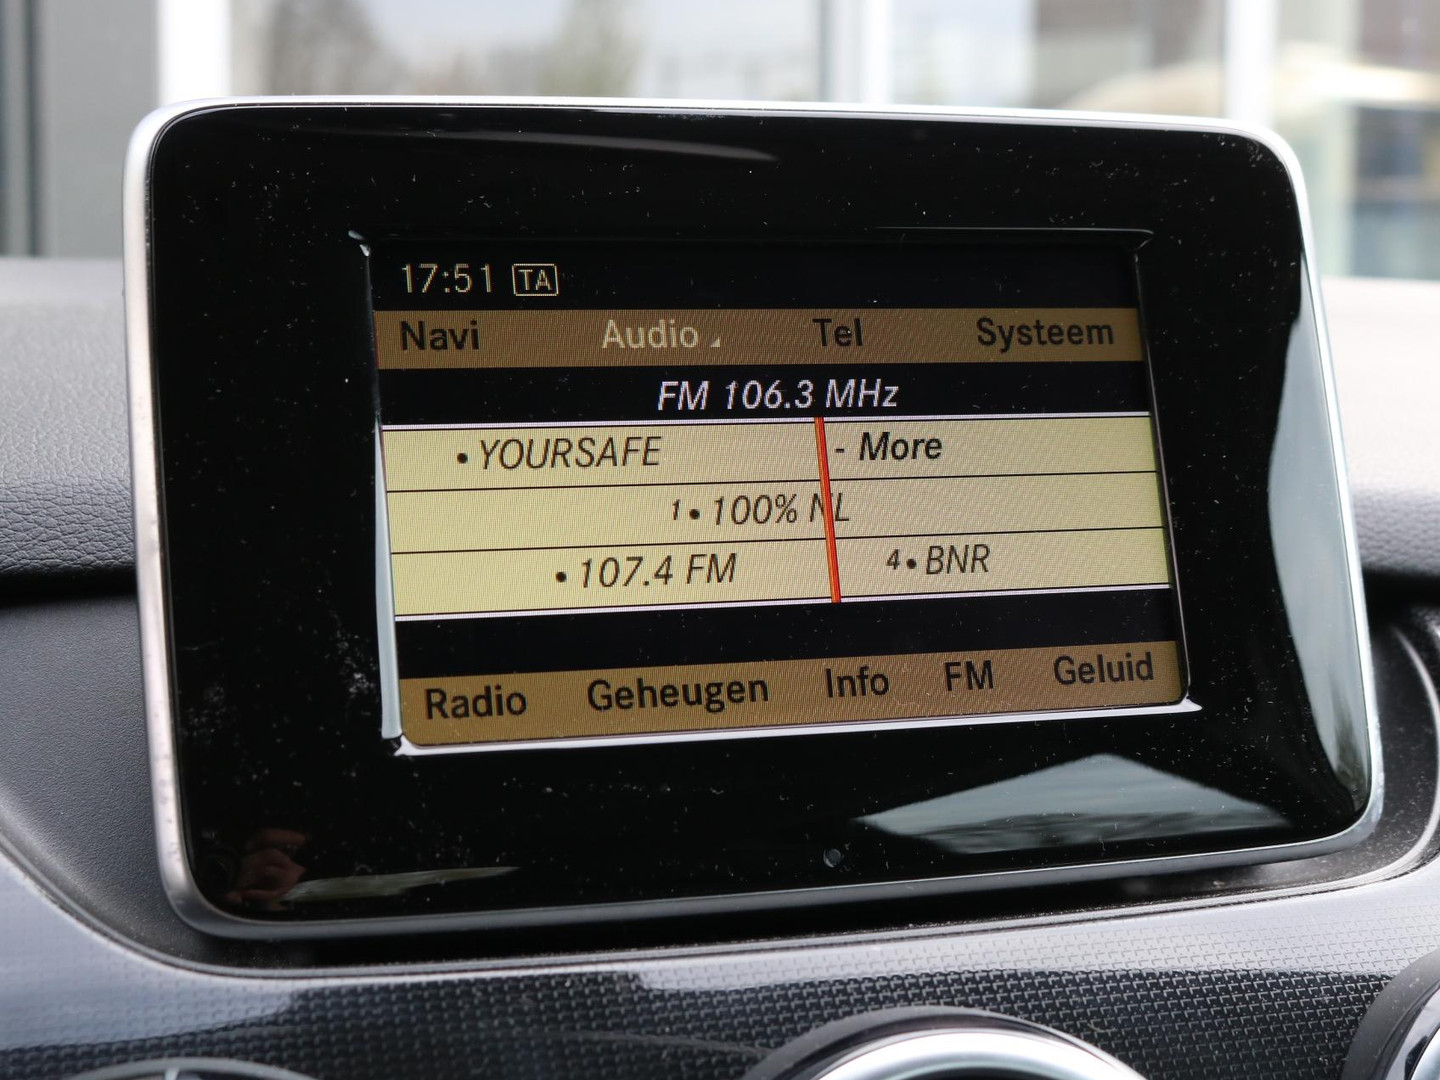 17:51 TA
Navi Audio Tel Systeem
FM 106.3 MHz
• YOURSAFE - More
1 • 100% NL
• 107.4 FM 4 • BNR
Radio Geheugen Info FM Geluid